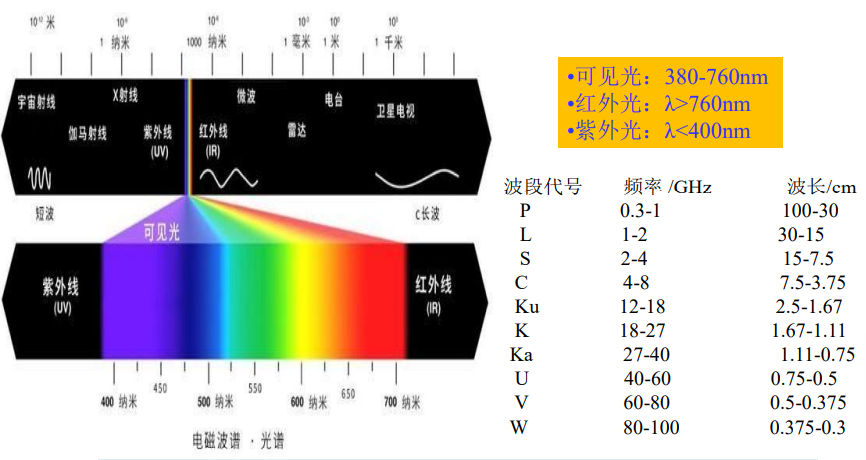 10⁻¹² 米 10⁻⁹ 10⁻⁶ 10⁻³ 10⁰ 10³
1 纳米 1000 纳米 1 毫米 1 米 1 千米
宇宙射线 X射线 微波 电台 卫星电视
伽马射线 紫外线 (UV) 红外线 (IR) 雷达
短波 c长波
可见光
紫外线 红外线
(UV) (IR)
450 550 650
400 纳米 500 纳米 600 纳米 700 纳米
电磁波谱 · 光谱
•可见光：380-760nm
•红外光：λ>760nm
•紫外光：λ<400nm
波段代号 频率 /GHz 波长/cm
P 0.3-1 100-30
L 1-2 30-15
S 2-4 15-7.5
C 4-8 7.5-3.75
Ku 12-18 2.5-1.67
K 18-27 1.67-1.11
Ka 27-40 1.11-0.75
U 40-60 0.75-0.5
V 60-80 0.5-0.375
W 80-100 0.375-0.3